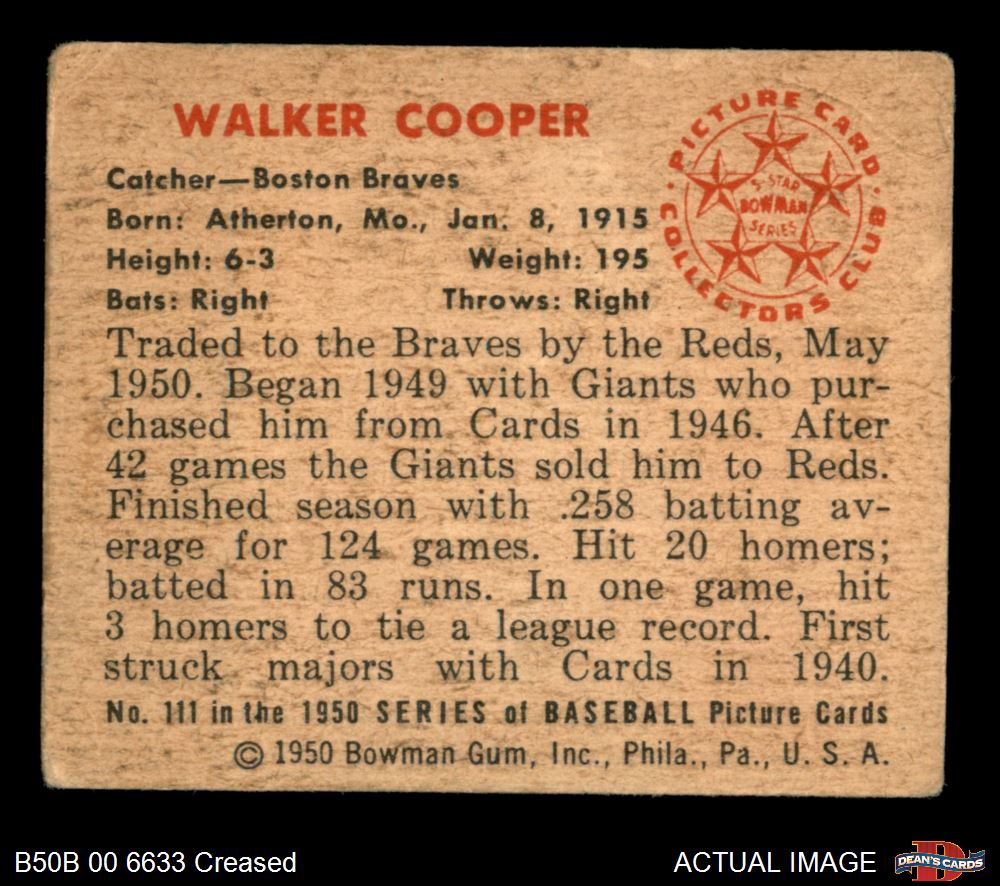 WALKER COOPER
PICTURE CARD
COLLECTORS CLUB
5-STAR
BOWMAN
SERIES
Catcher—Boston Braves
Born: Atherton, Mo., Jan. 8, 1915
Height: 6-3 Weight: 195
Bats: Right Throws: Right
Traded to the Braves by the Reds, May
1950. Began 1949 with Giants who pur-
chased him from Cards in 1946. After
42 games the Giants sold him to Reds.
Finished season with .258 batting av-
erage for 124 games. Hit 20 homers;
batted in 83 runs. In one game, hit
3 homers to tie a league record. First
struck majors with Cards in 1940.
No. 111 in the 1950 SERIES of BASEBALL Picture Cards
© 1950 Bowman Gum, Inc., Phila., Pa., U. S. A.
B50B 00 6633 Creased
ACTUAL IMAGE
D
DEAN'S CARDS